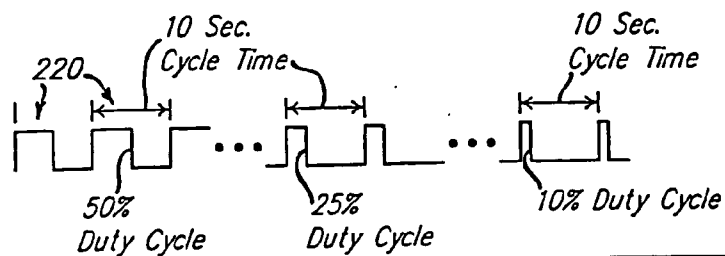 10 Sec.
Cycle Time
10 Sec.
Cycle Time
220
50%
Duty Cycle
25%
Duty Cycle
10% Duty Cycle